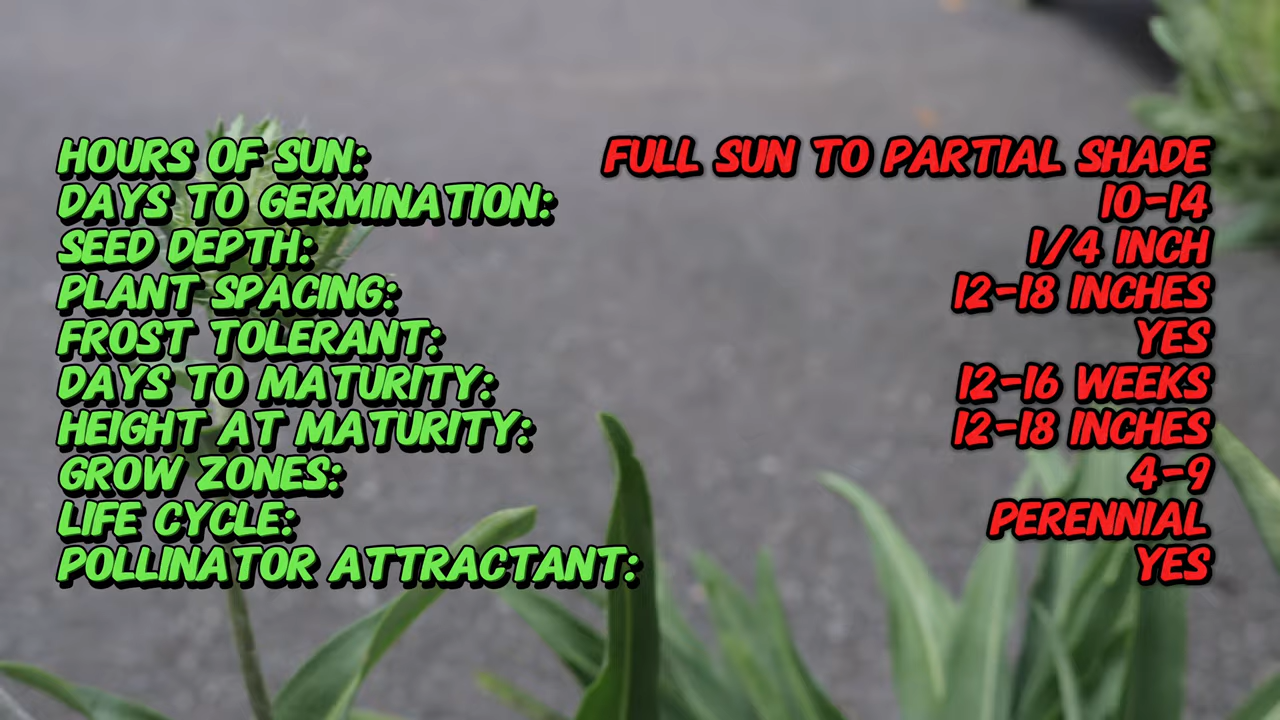 HOURS OF SUN: FULL SUN TO PARTIAL SHADE
DAYS TO GERMINATION: 10-14
SEED DEPTH: 1/4 INCH
PLANT SPACING: 12-18 INCHES
FROST TOLERANT: YES
DAYS TO MATURITY: 12-16 WEEKS
HEIGHT AT MATURITY: 12-18 INCHES
GROW ZONES: 4-9
LIFE CYCLE: PERENNIAL
POLLINATOR ATTRACTANT: YES